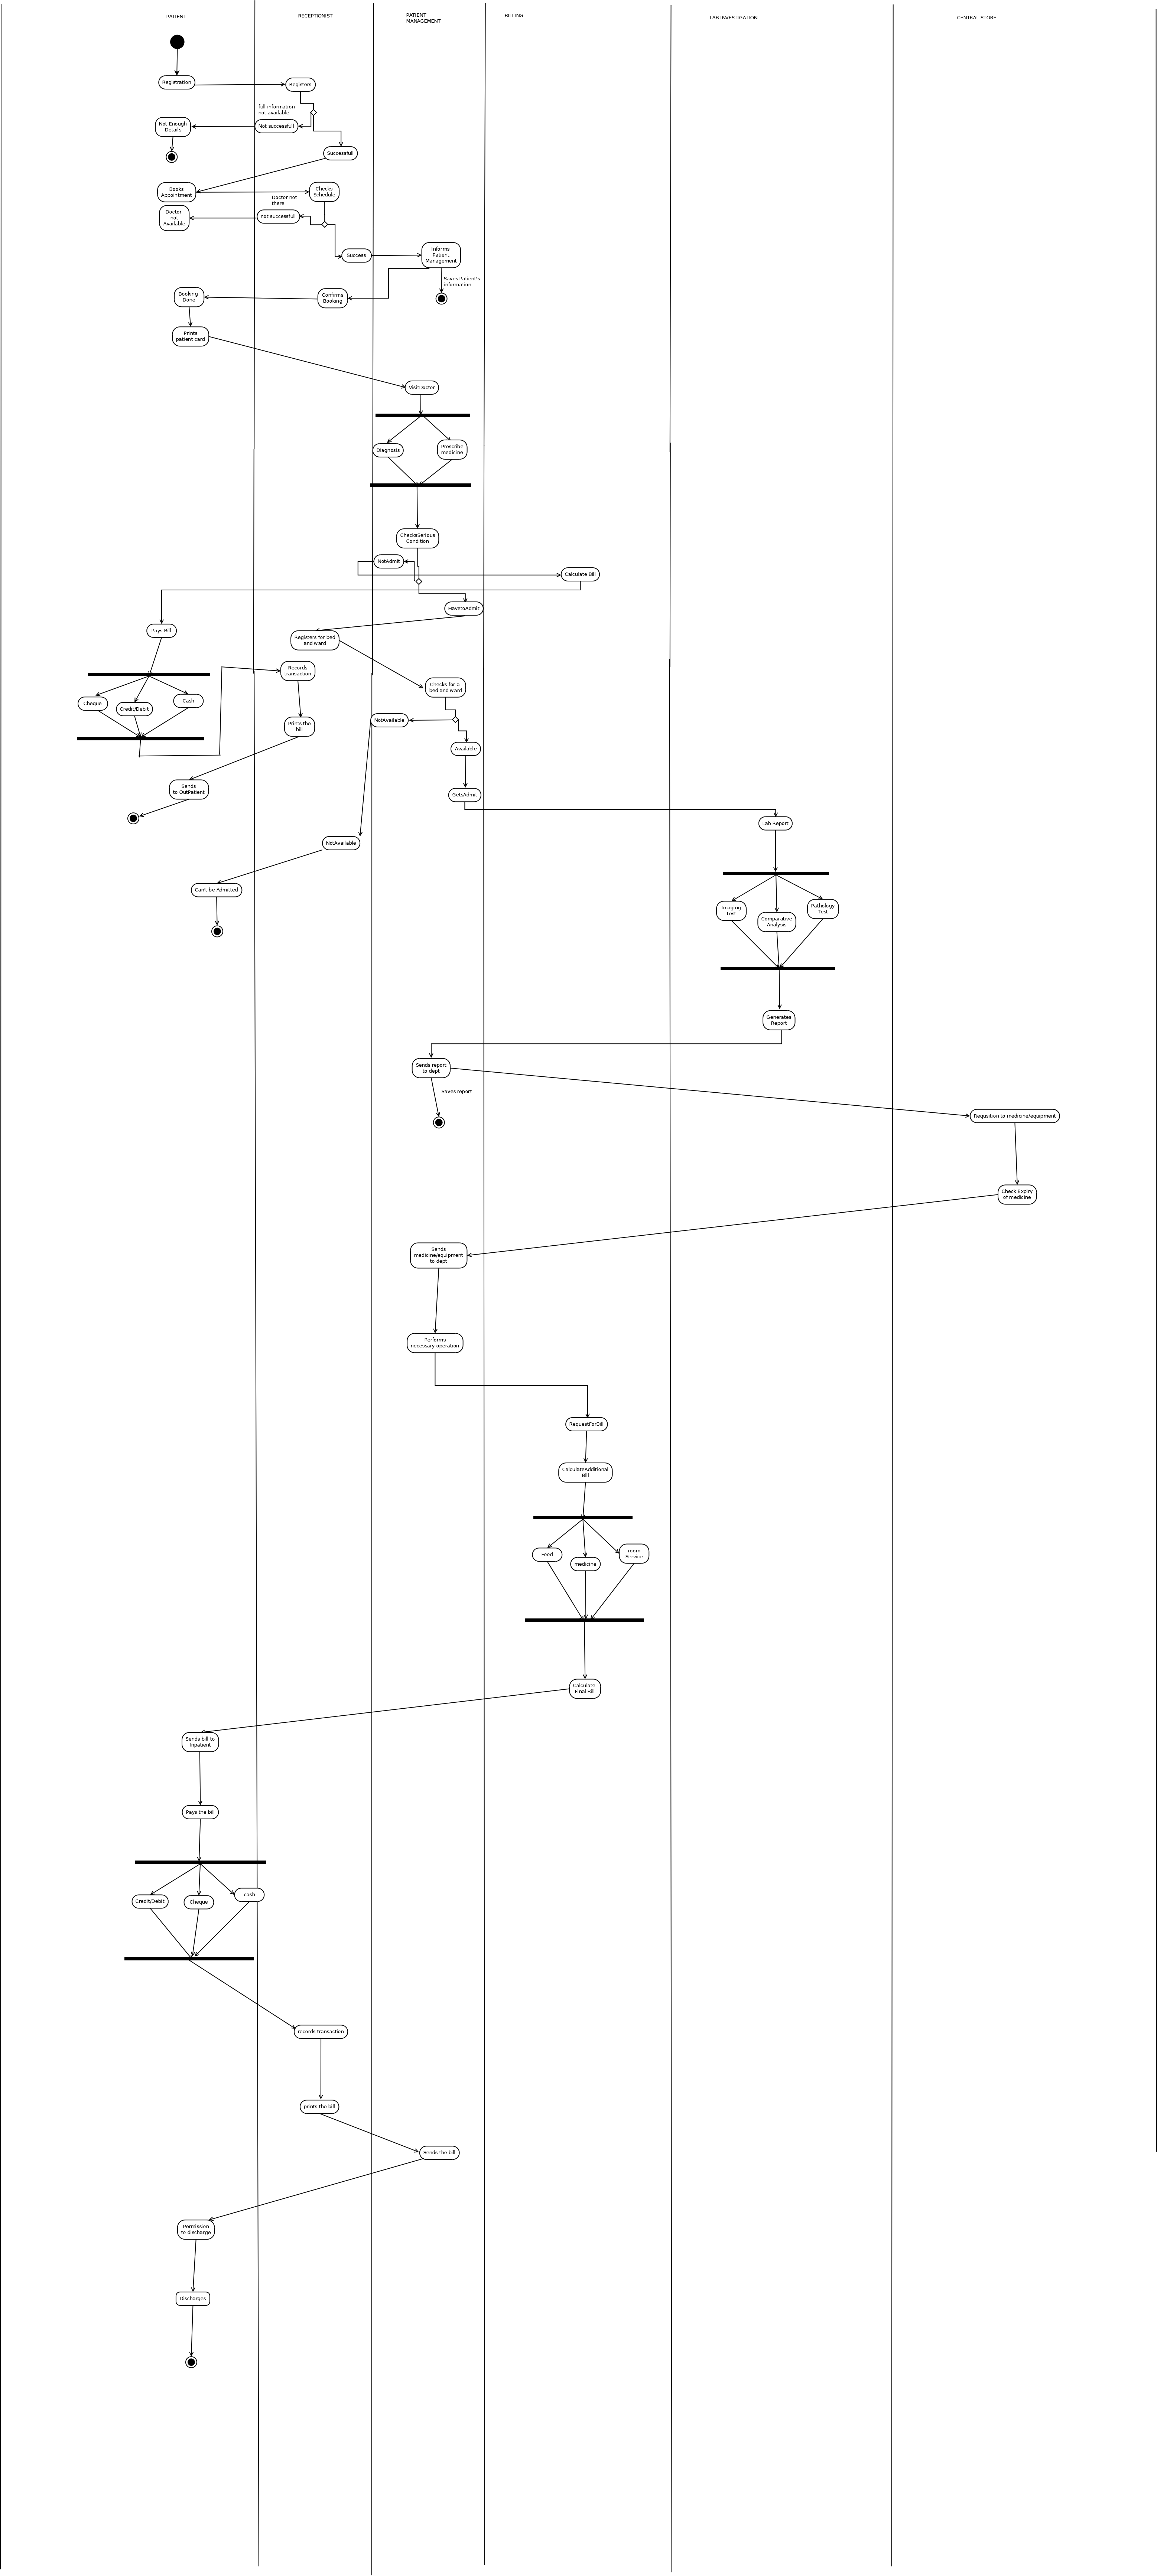 PATIENT
RECEPTIONIST
PATIENT
MANAGEMENT
BILLING
LAB INVESTIGATION
CENTRAL STORE
Registration
Registers
full information
not available
Not Enough
Details
Not successfull
Successfull
Books
Appointment
Checks
Schedule
Doctor not
there
Doctor
not
Available
not successfull
Success
Informs
Patient
Management
Saves Patient's
information
Booking
Done
Confirms
Booking
Prints
patient card
VisitDoctor
Diagnosis
Prescribe
medicine
ChecksSerious
Condition
NotAdmit
Calculate Bill
HavetoAdmit
Pays Bill
Registers for bed
and ward
Records
transaction
Checks for a
bed and ward
Cheque
Credit/Debit
Cash
Prints the
bill
NotAvailable
Available
Sends
to OutPatient
GetsAdmit
Lab Report
NotAvailable
Can't be Admitted
Imaging
Test
Comparative
Analysis
Pathology
Test
Generates
Report
Sends report
to dept
Saves report
Requsition to medicine/equipment
Check Expiry
of medicine
Sends
medicine/equipment
to dept
Performs
necessary operation
RequestForBill
CalculateAdditional
Bill
Food
medicine
room
Service
Calculate
Final Bill
Sends bill to
Inpatient
Pays the bill
Credit/Debit
Cheque
cash
records transaction
prints the bill
Sends the bill
Permission
to discharge
Discharges